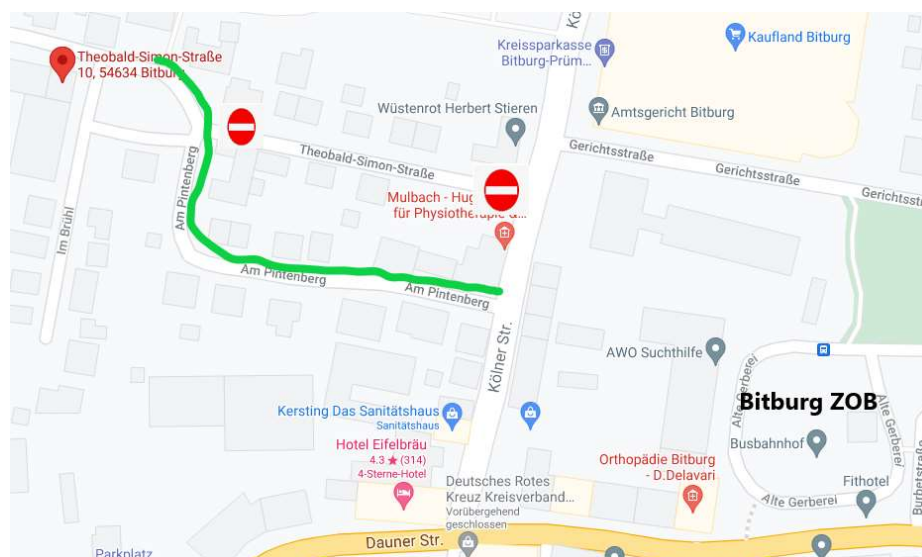 Theobald-Simon-Straße
10, 54634 Bitburg
Kreissparkasse
Bitburg-Prüm...
Kaufland Bitburg
Wüstenrot Herbert Stieren
Amtsgericht Bitburg
Theobald-Simon-Straße
Gerichtsstraße
Gerichtsstraße
Am Pintenberg
Mulbach - Hug
für Physiotherapie &...
Im Brühl
Am Pintenberg
Am Pintenberg
Kölner Str.
AWO Suchthilfe
Alte Gerberei
Bitburg ZOB
Alte Gerberei
Busbahnhof
Kersting Das Sanitätshaus
Sanitätshaus
Hotel Eifelbräu
4.3 ★ (314)
4-Sterne-Hotel
Orthopädie Bitburg
- D.Delavari
Deutsches Rotes
Kreuz Kreisverband...
Vorübergehend
geschlossen
Fithotel
Alte Gerberei
Dauner Str.
Parkplatz